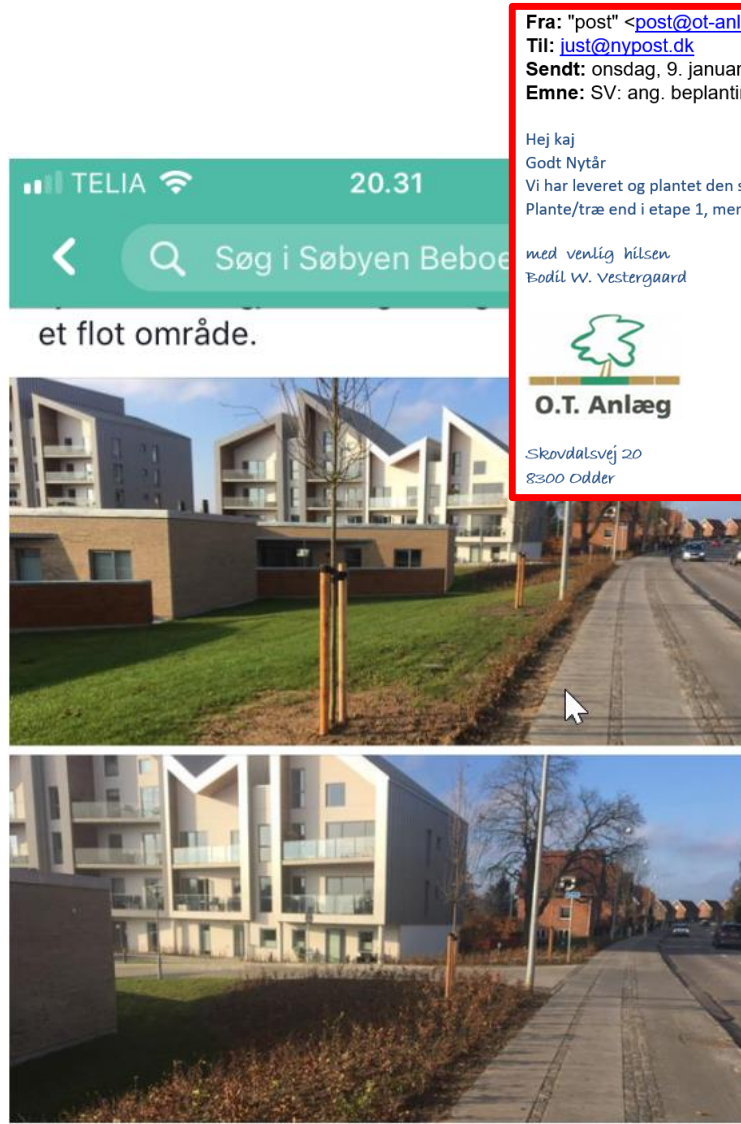 Fra: "post" <post@ot-anl
Til: just@nypost.dk
Sendt: onsdag, 9. januar
Emne: SV: ang. beplantin
Hej kaj
Godt Nytår
Vi har leveret og plantet den s
Plante/træ end i etape 1, mer
med venlig hilsen
Bodil W. Vestergaard
O.T. Anlæg
Skovdalsvej 20
8300 Odder
TELIA 20.31
Søg i Søbyen Beboe
et flot område.